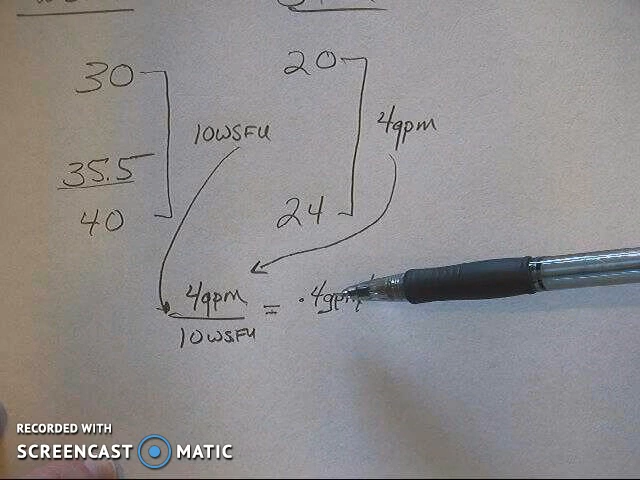 30 20
10WSFU 4gpm
35.5
40 24
4gpm = .4gpm
10WSFU
RECORDED WITH
SCREENCAST MATIC